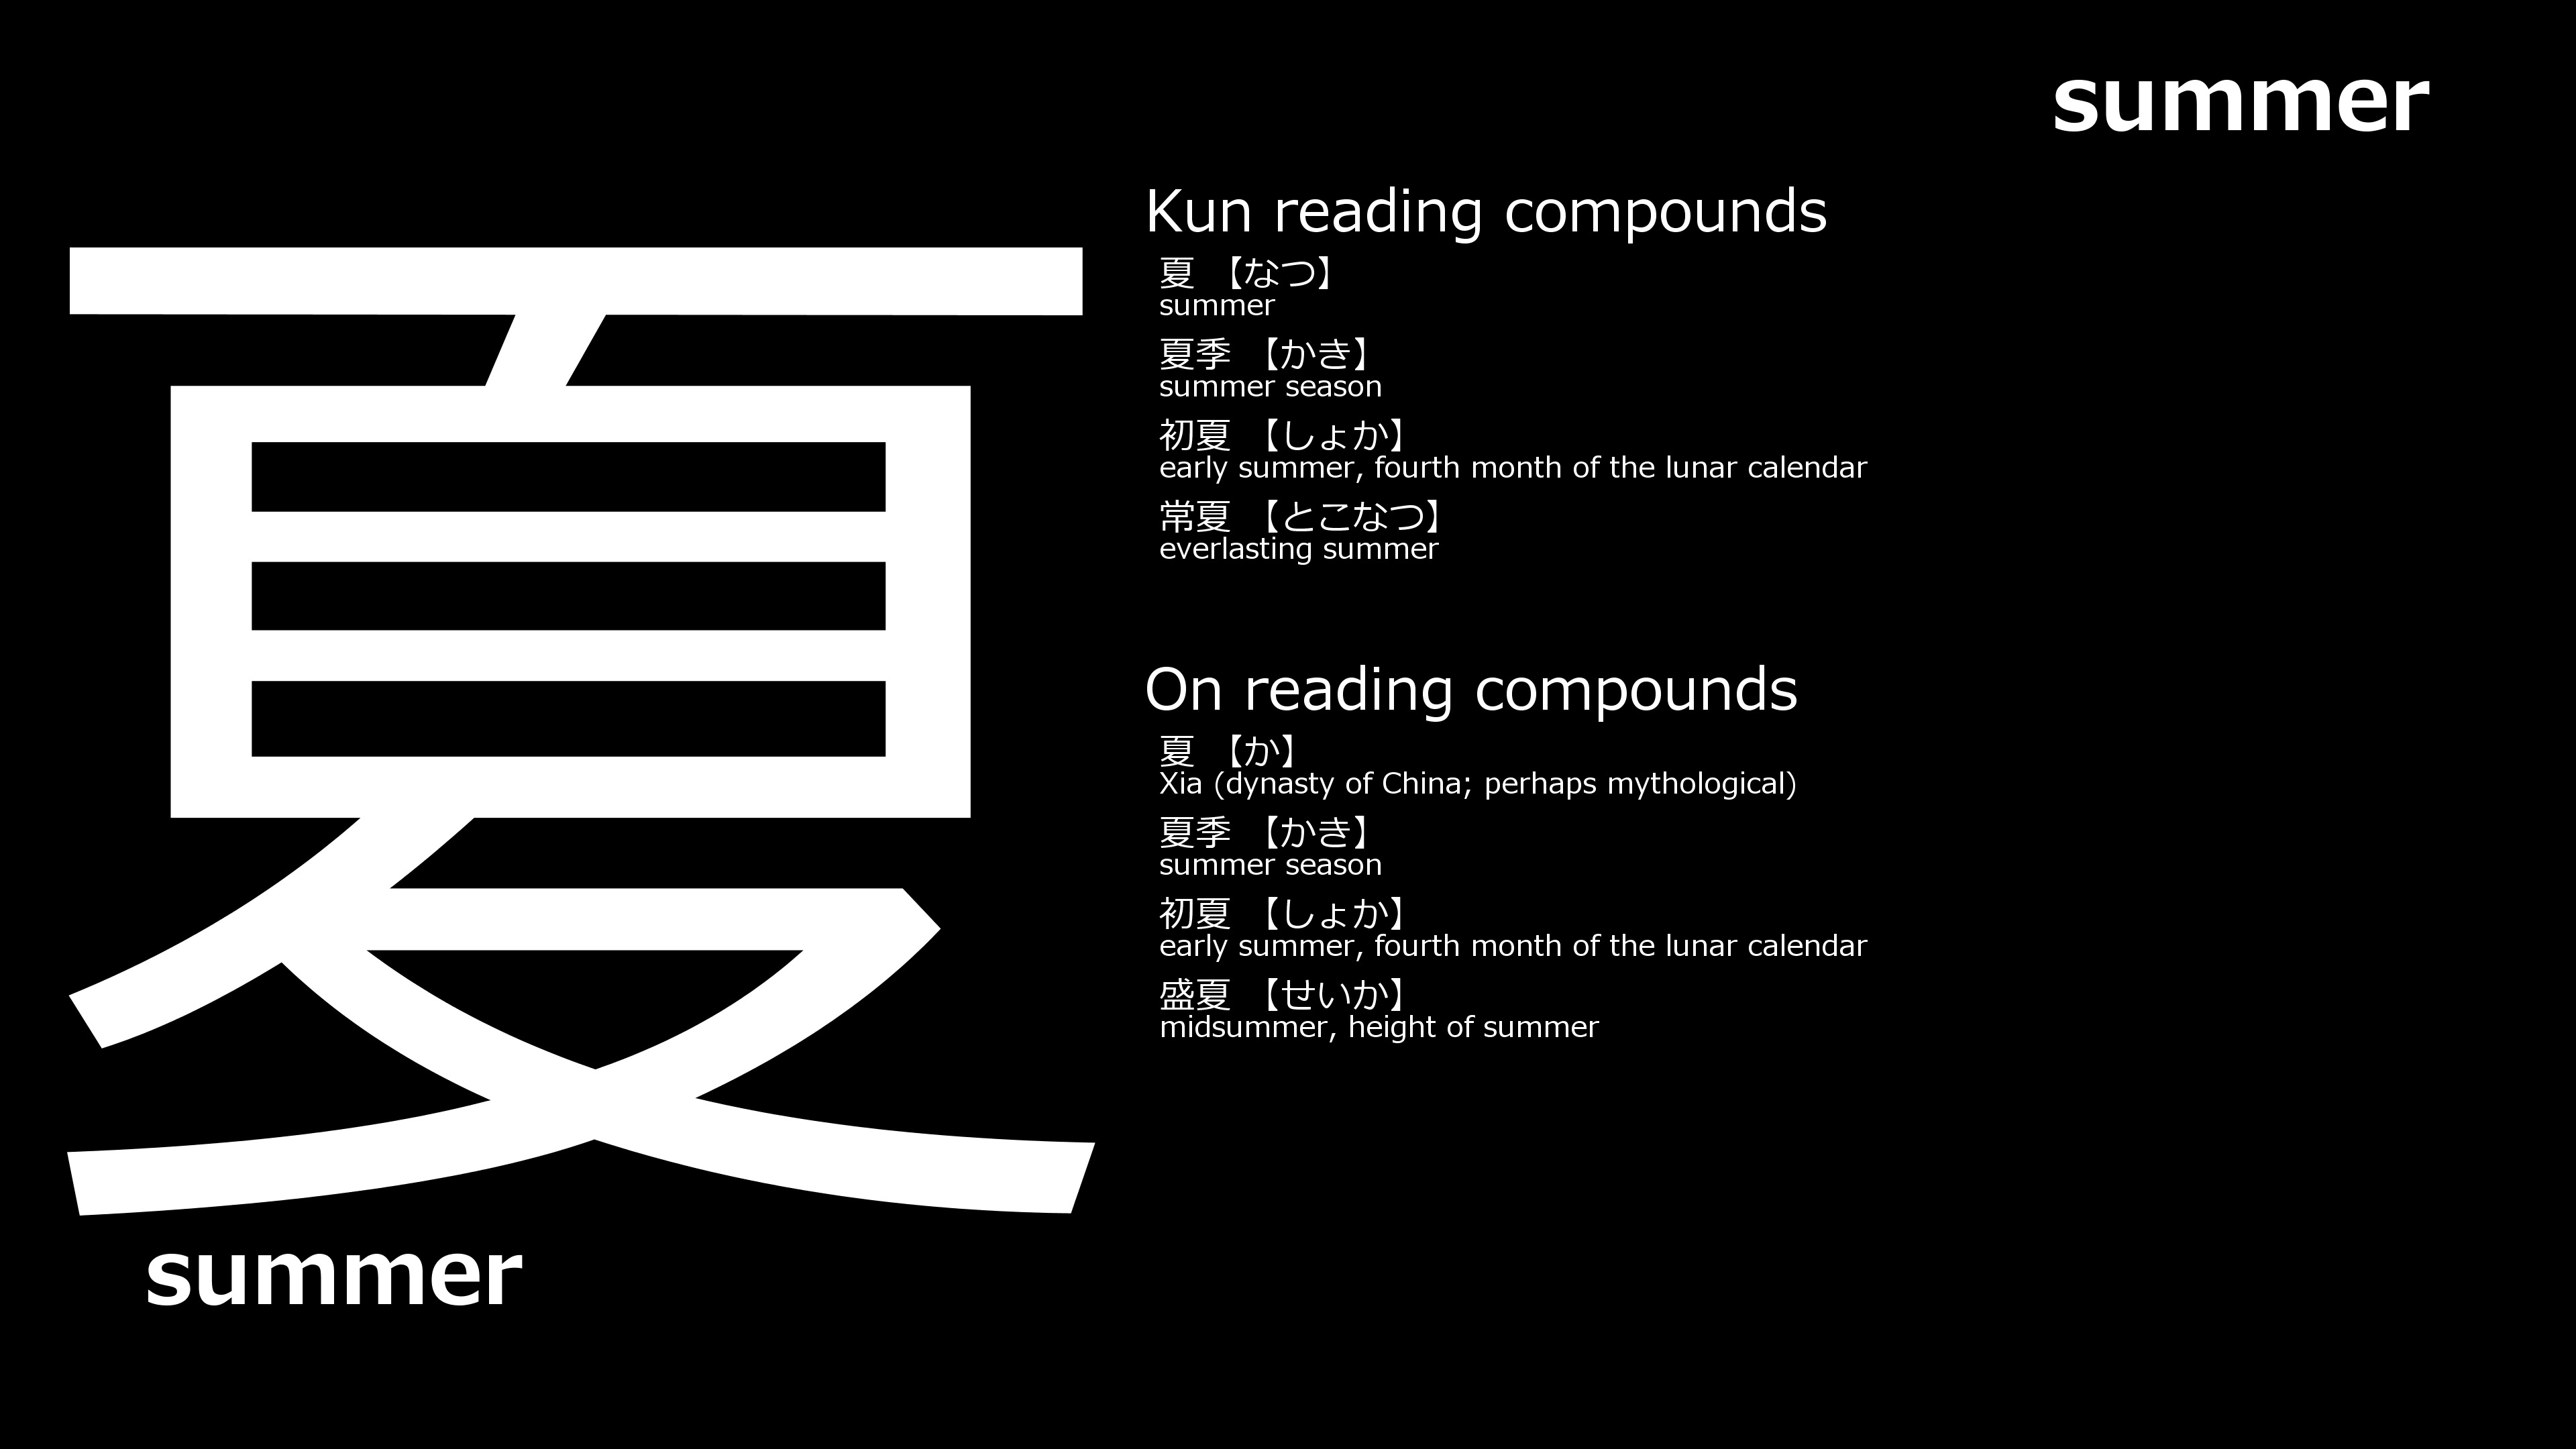 summer
夏
summer
Kun reading compounds
夏 【なつ】
summer
夏季 【かき】
summer season
初夏 【しょか】
early summer, fourth month of the lunar calendar
常夏 【とこなつ】
everlasting summer
On reading compounds
夏 【か】
Xia (dynasty of China; perhaps mythological)
夏季 【かき】
summer season
初夏 【しょか】
early summer, fourth month of the lunar calendar
盛夏 【せいか】
midsummer, height of summer